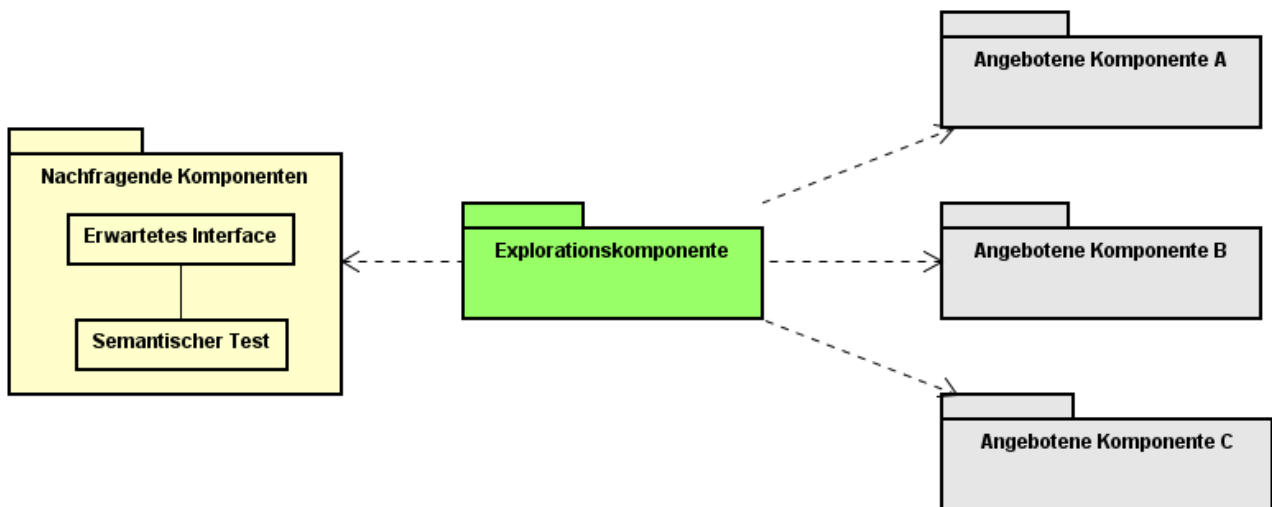 Nachfragende Komponenten
Erwartetes Interface
Semantischer Test
Explorationskomponente
Angebotene Komponente A
Angebotene Komponente B
Angebotene Komponente C